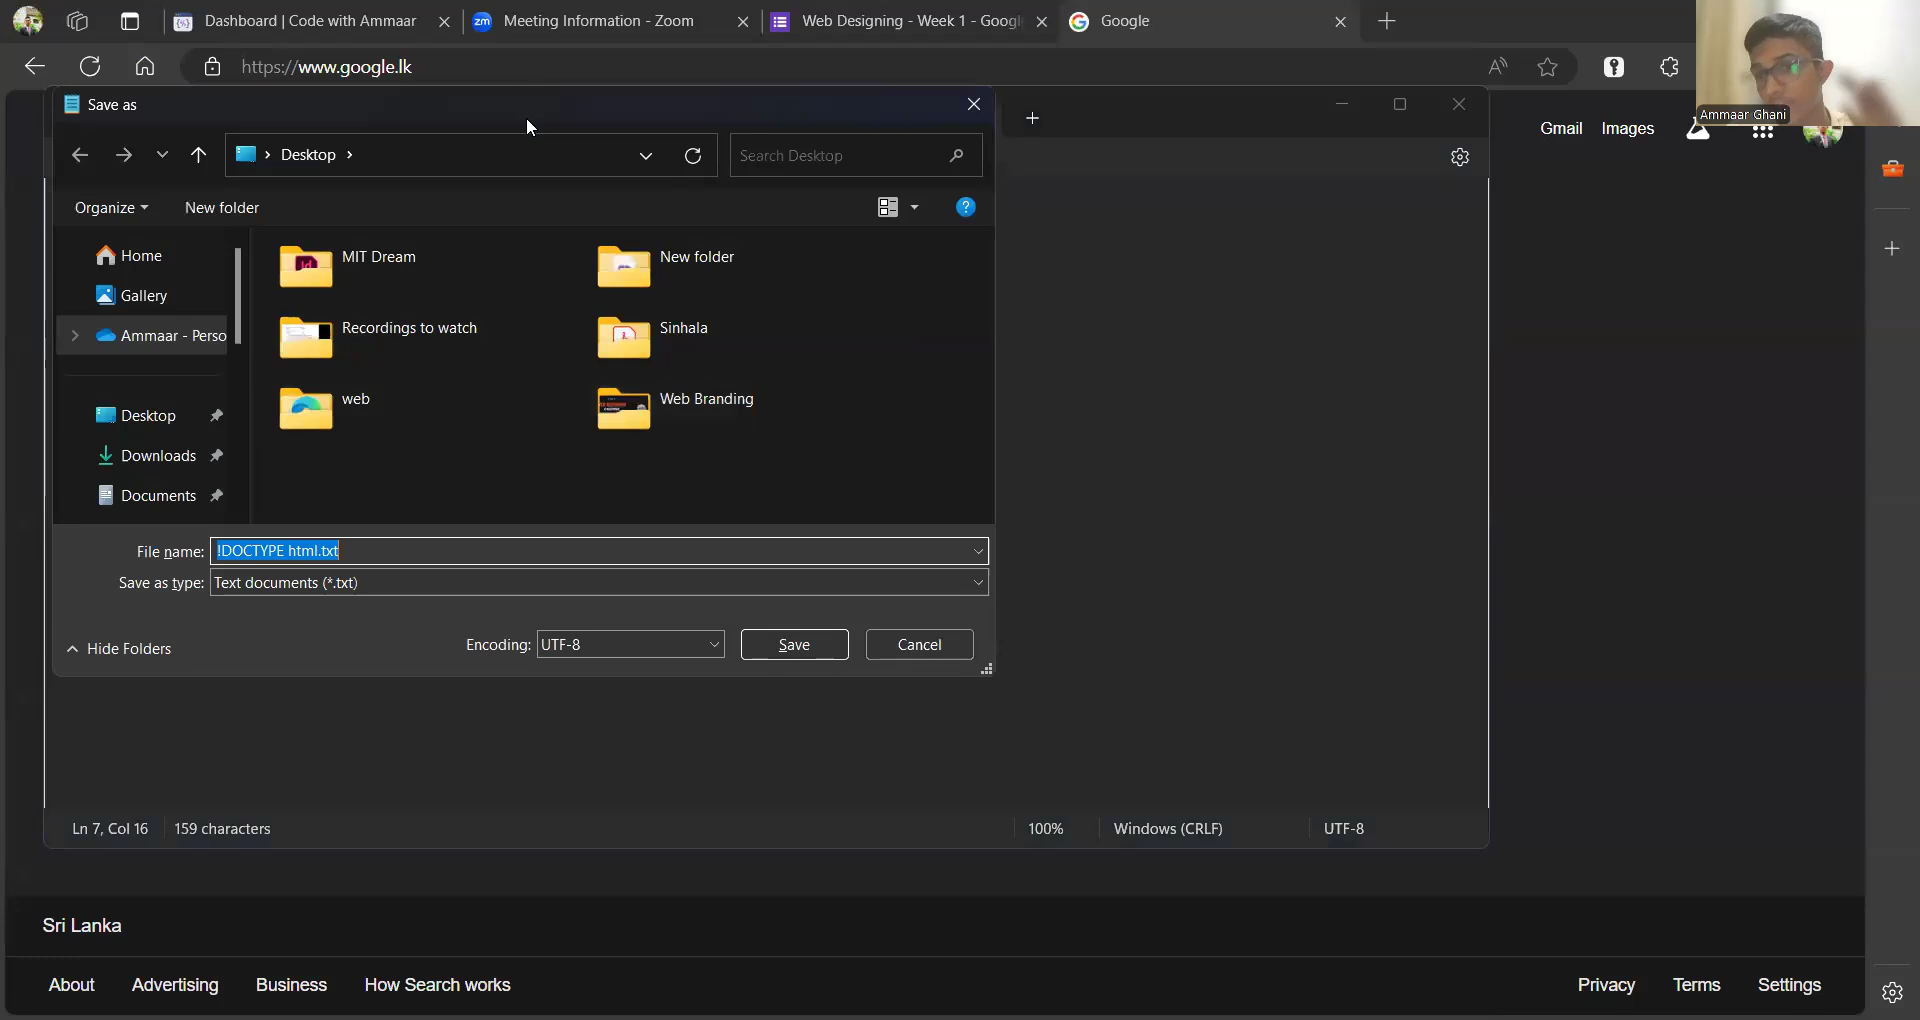 Dashboard | Code with Ammaar
zm Meeting Information - Zoom
Web Designing - Week 1 - Googl
Google
https://www.google.lk
Ammaar Ghani
Save as
Gmail Images
Desktop
Search Desktop
Organize New folder
Home
Gallery
Ammaar - Perso
Desktop
Downloads
Documents
MIT Dream
New folder
Recordings to watch
Sinhala
web
Web Branding
File name: !DOCTYPE html.txt
Save as type: Text documents (*.txt)
Hide Folders
Encoding: UTF-8 Save Cancel
Ln 7, Col 16 159 characters 100% Windows (CRLF) UTF-8
Sri Lanka
About Advertising Business How Search works Privacy Terms Settings